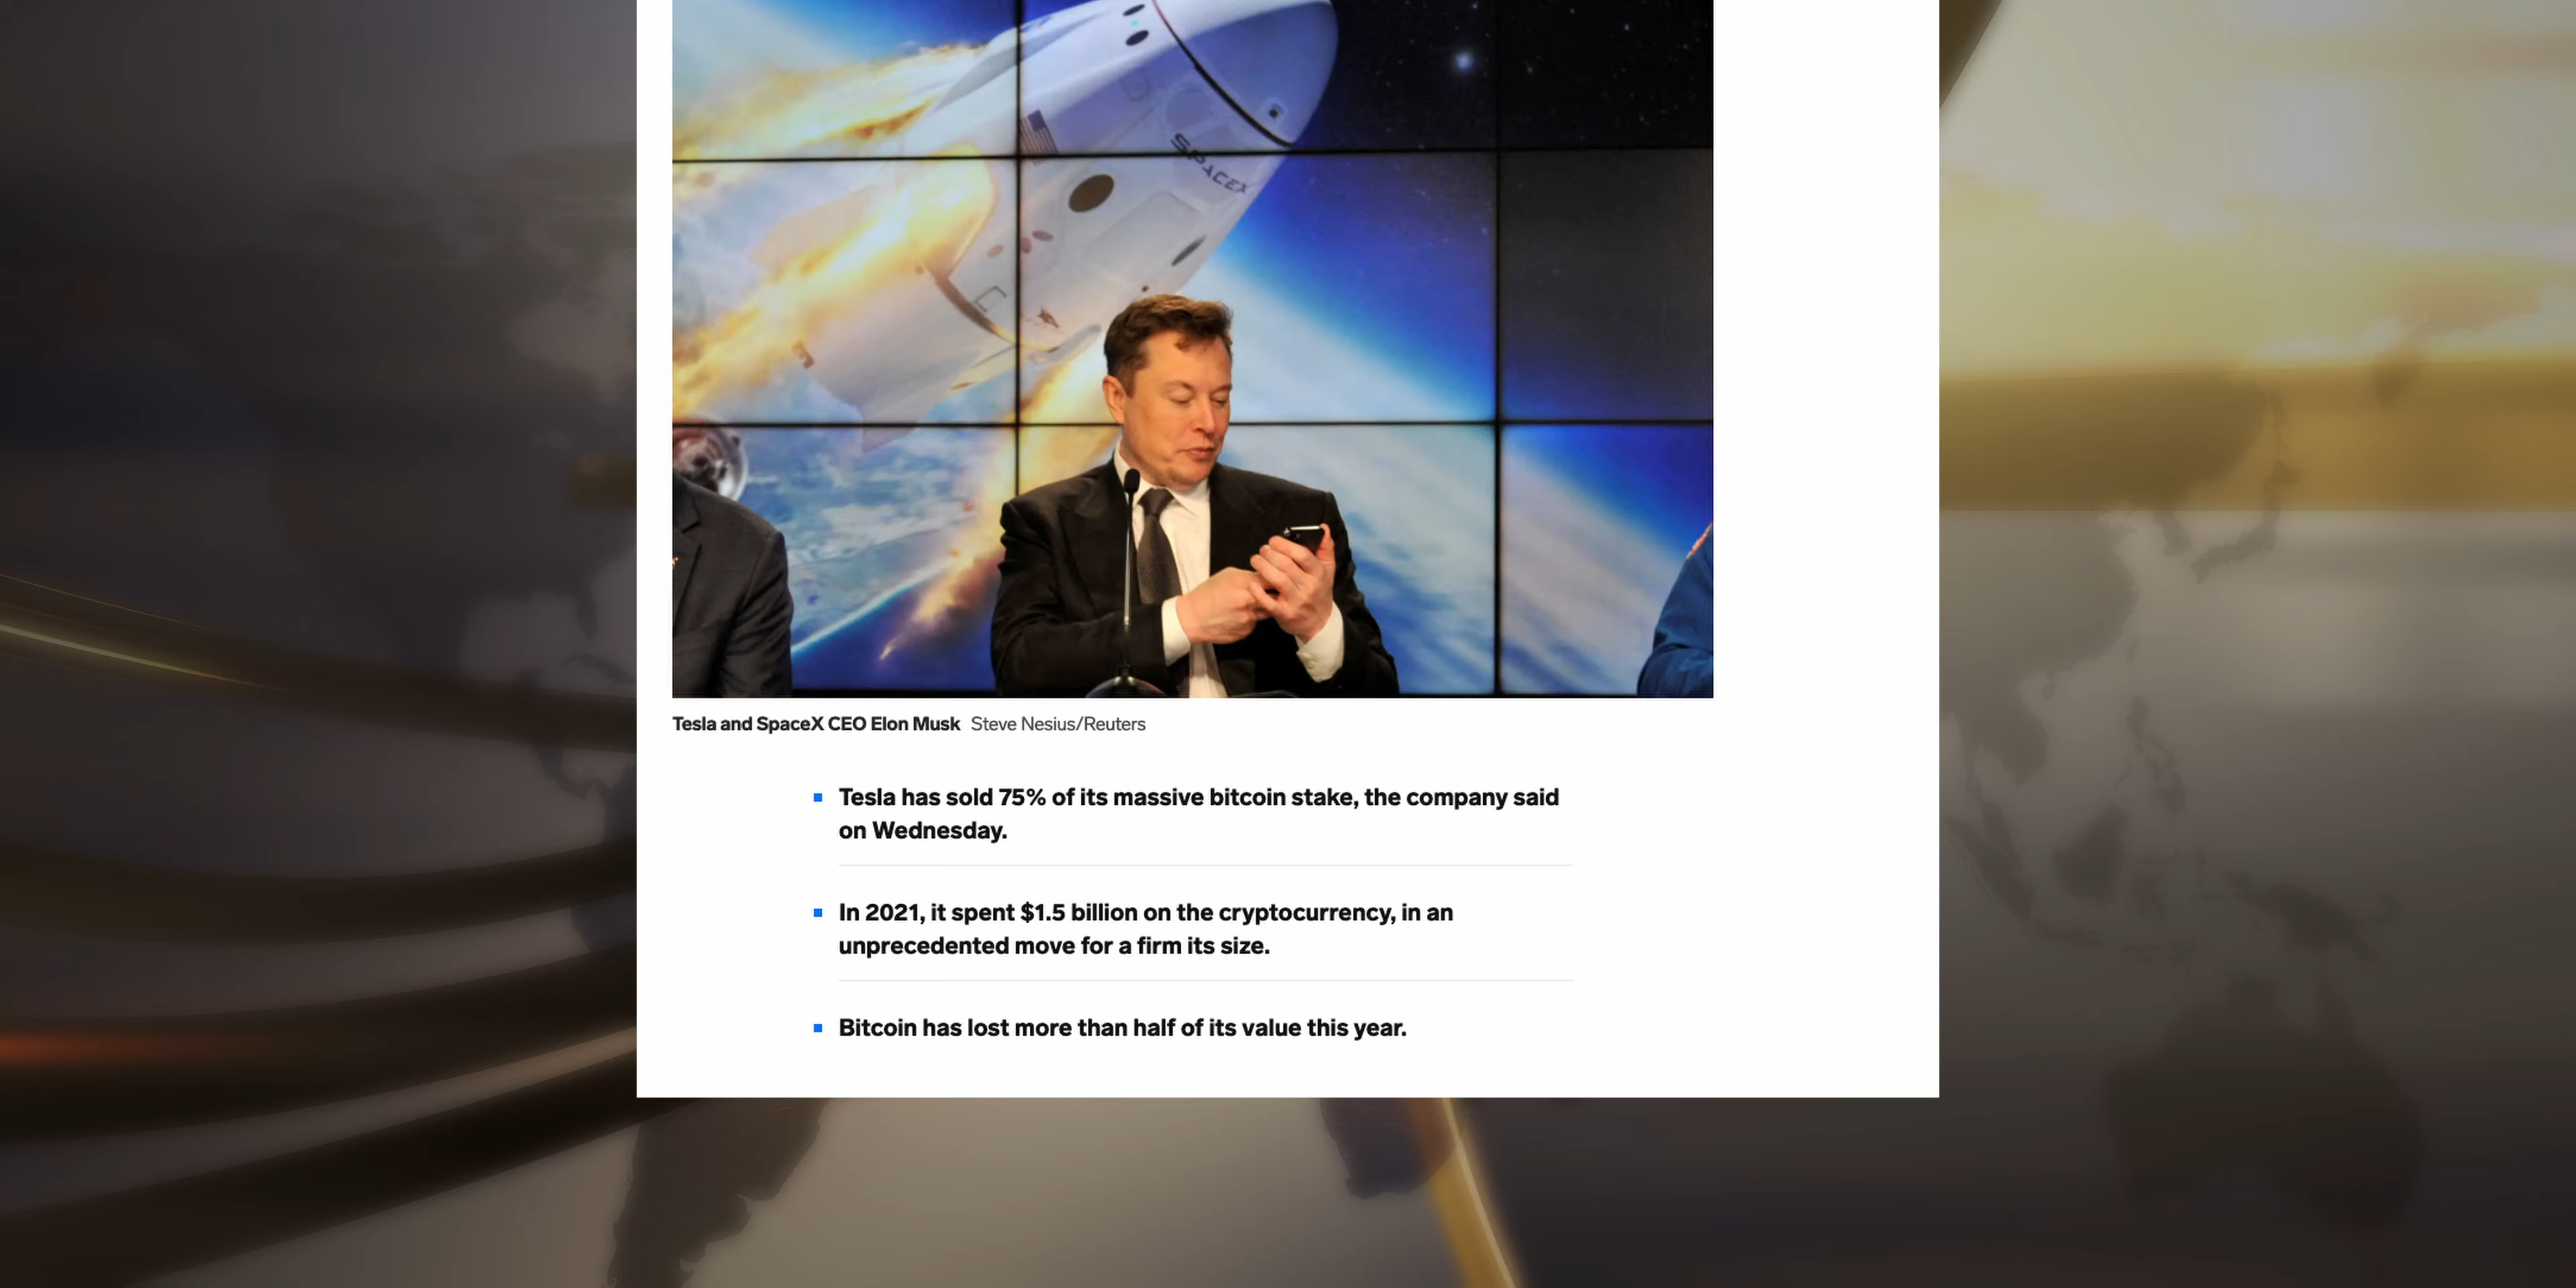 SPACEX
Tesla and SpaceX CEO Elon Musk Steve Nesius/Reuters
Tesla has sold 75% of its massive bitcoin stake, the company said
on Wednesday.
In 2021, it spent $1.5 billion on the cryptocurrency, in an
unprecedented move for a firm its size.
Bitcoin has lost more than half of its value this year.